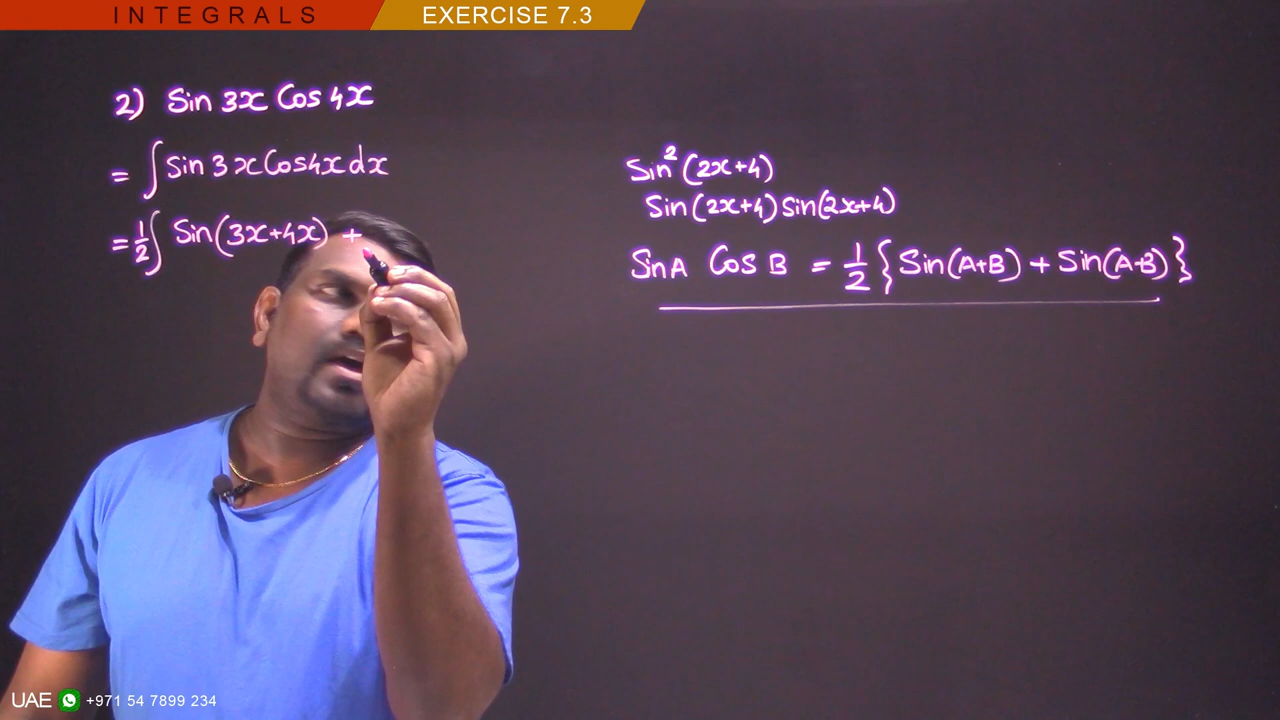 INTEGRALS EXERCISE 7.3
2) Sin 3x Cos 4x
= ∫ Sin 3x Cos4x dx
= 1/2 ∫ Sin(3x+4x) +
Sin²(2x+4)
Sin(2x+4) Sin(2x+4)
SinA CosB = 1/2 {Sin(A+B) + Sin(A-B)}
UAE +971 54 7899 234